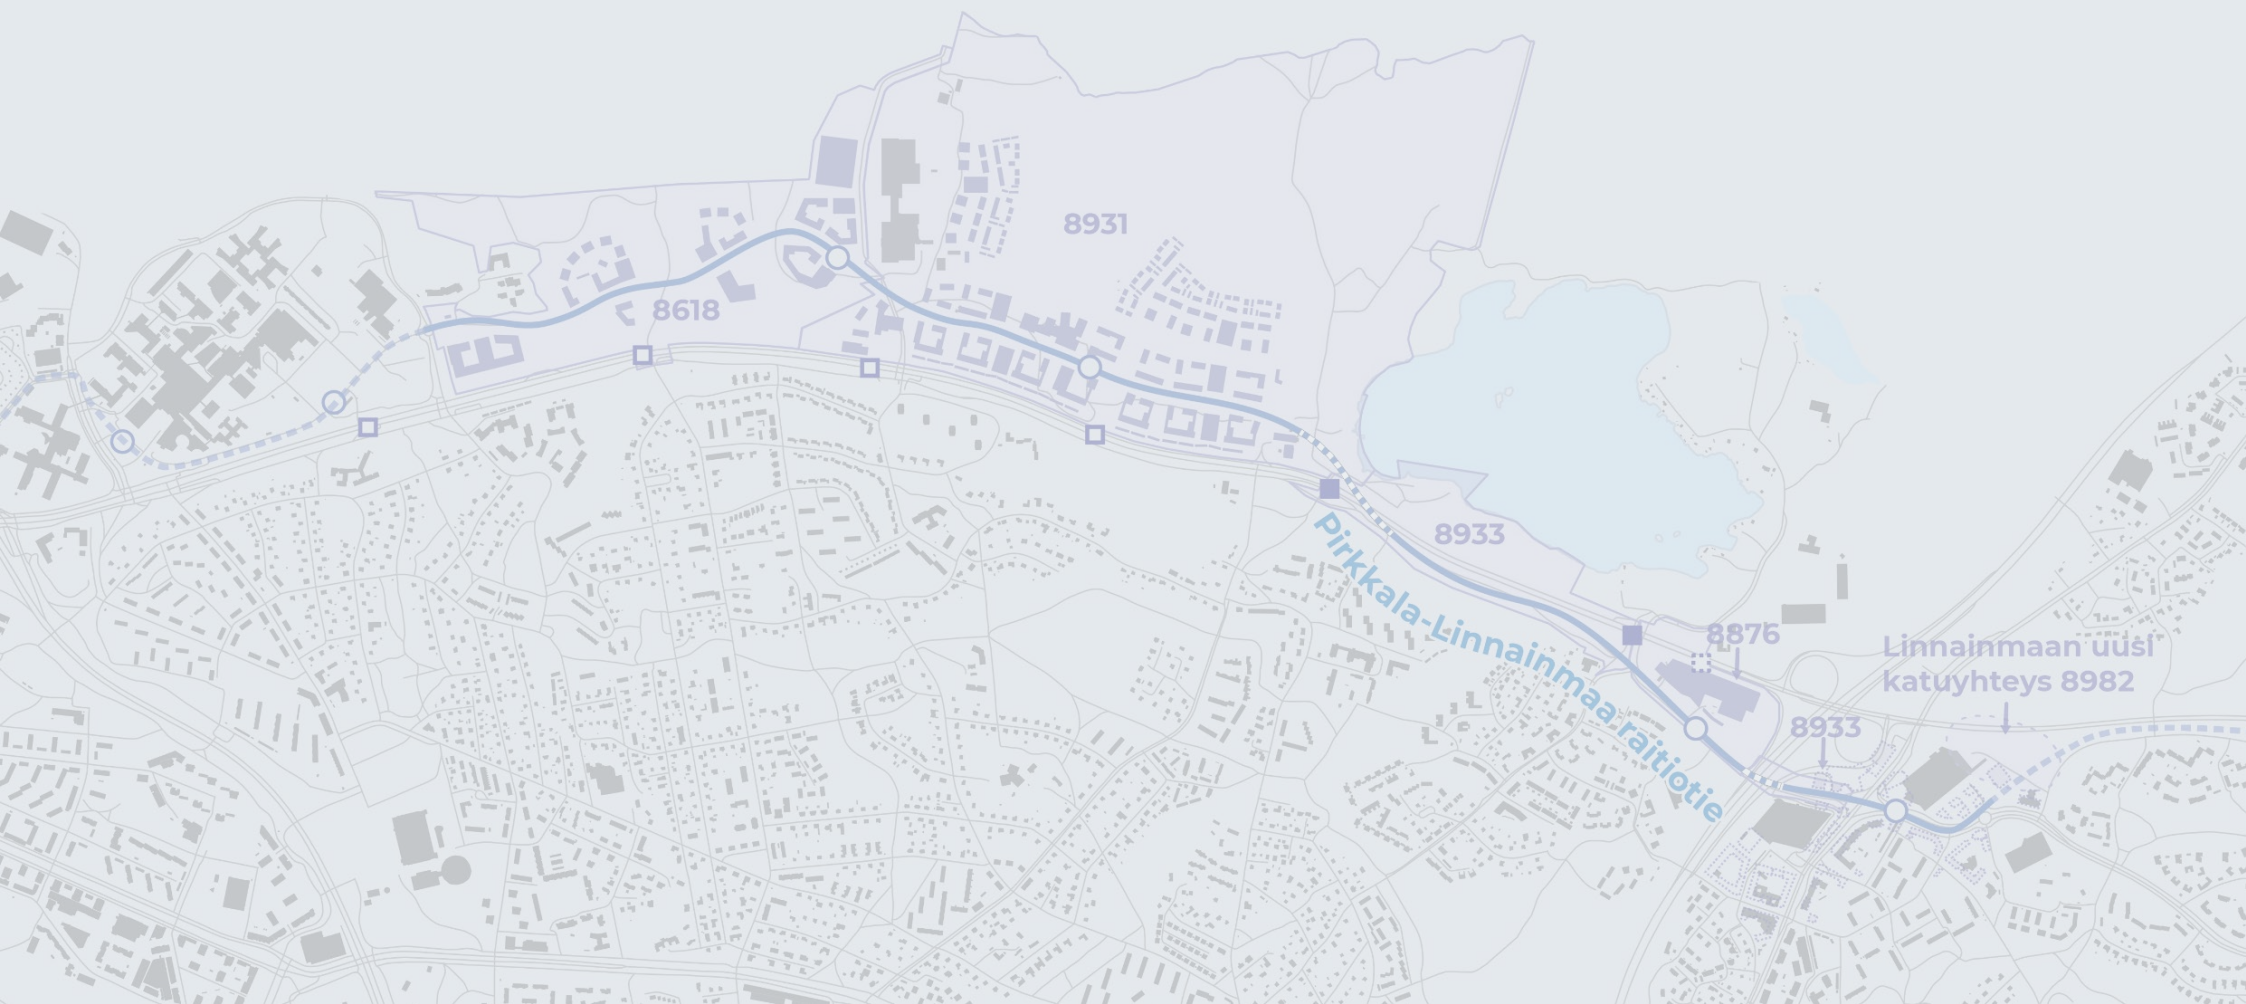 8931
8618
8933
Pirkkala-Linnainmaa raitiotie
8876
Linnainmaan uusi
katuyhteys 8982
8933